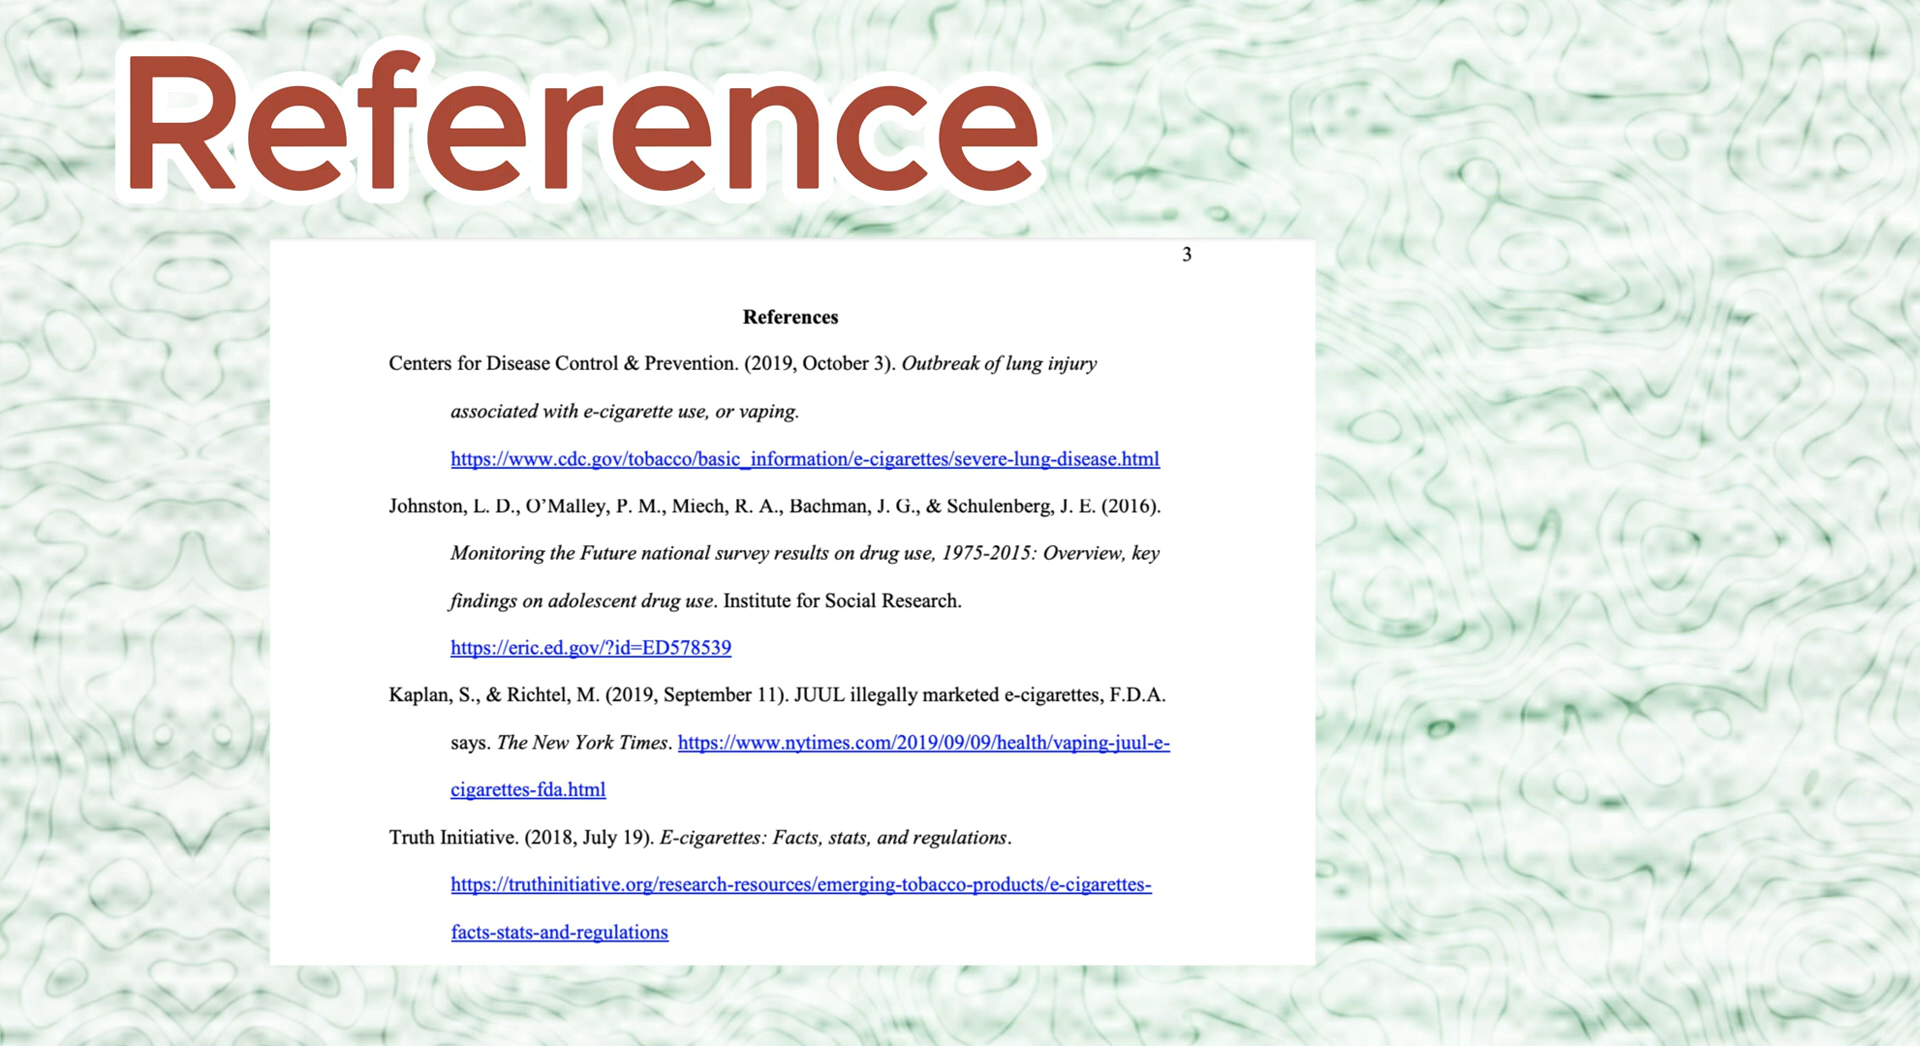 Reference
3
References
Centers for Disease Control & Prevention. (2019, October 3). Outbreak of lung injury
associated with e-cigarette use, or vaping.
https://www.cdc.gov/tobacco/basic_information/e-cigarettes/severe-lung-disease.html
Johnston, L. D., O’Malley, P. M., Miech, R. A., Bachman, J. G., & Schulenberg, J. E. (2016).
Monitoring the Future national survey results on drug use, 1975-2015: Overview, key
findings on adolescent drug use. Institute for Social Research.
https://eric.ed.gov/?id=ED578539
Kaplan, S., & Richtel, M. (2019, September 11). JUUL illegally marketed e-cigarettes, F.D.A.
says. The New York Times. https://www.nytimes.com/2019/09/09/health/vaping-juul-e-
cigarettes-fda.html
Truth Initiative. (2018, July 19). E-cigarettes: Facts, stats, and regulations.
https://truthinitiative.org/research-resources/emerging-tobacco-products/e-cigarettes-
facts-stats-and-regulations